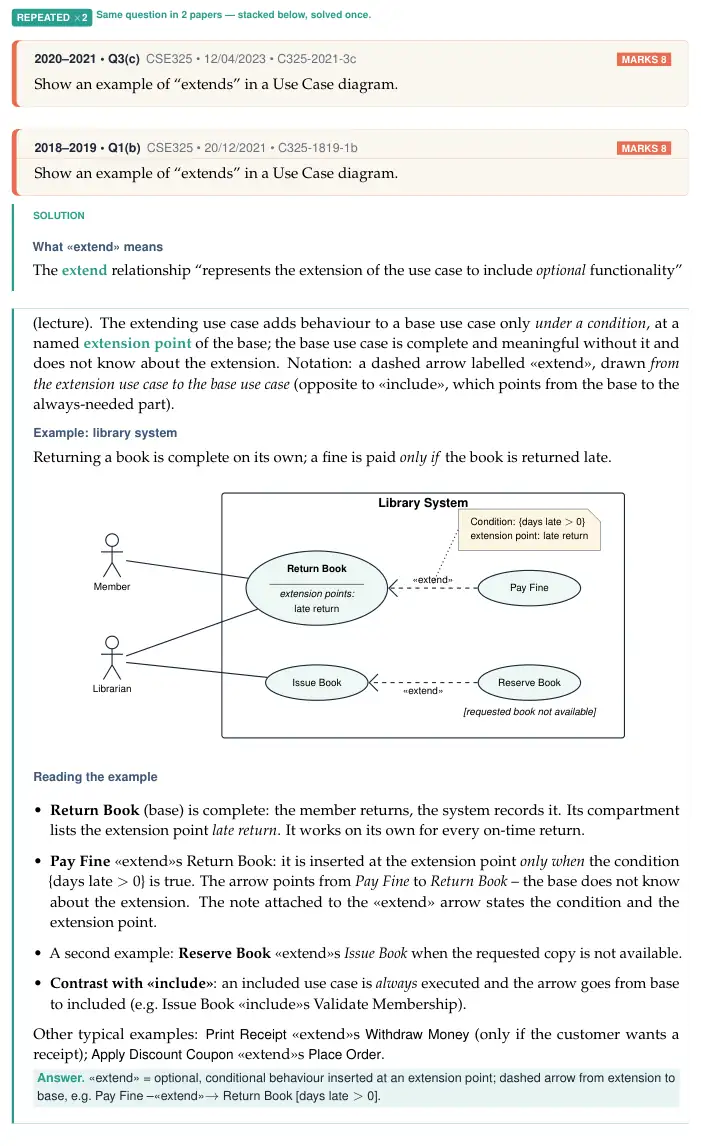 REPEATED ×2 Same question in 2 papers — stacked below, solved once.
2020–2021 • Q3(c) CSE325 • 12/04/2023 • C325-2021-3c MARKS 8
Show an example of “extends” in a Use Case diagram.
2018–2019 • Q1(b) CSE325 • 20/12/2021 • C325-1819-1b MARKS 8
Show an example of “extends” in a Use Case diagram.
SOLUTION
What «extend» means
The extend relationship “represents the extension of the use case to include optional functionality”
(lecture). The extending use case adds behaviour to a base use case only under a condition, at a
named extension point of the base; the base use case is complete and meaningful without it and
does not know about the extension. Notation: a dashed arrow labelled «extend», drawn from
the extension use case to the base use case (opposite to «include», which points from the base to the
always-needed part).
Example: library system
Returning a book is complete on its own; a fine is paid only if the book is returned late.
Library System
Condition: {days late > 0}
extension point: late return
Member
Return Book
extension points:
late return
«extend»
Pay Fine
Librarian
Issue Book
«extend»
Reserve Book
[requested book not available]
Reading the example
• Return Book (base) is complete: the member returns, the system records it. Its compartment
lists the extension point late return. It works on its own for every on-time return.
• Pay Fine «extend»s Return Book: it is inserted at the extension point only when the condition
{days late > 0} is true. The arrow points from Pay Fine to Return Book – the base does not know
about the extension. The note attached to the «extend» arrow states the condition and the
extension point.
• A second example: Reserve Book «extend»s Issue Book when the requested copy is not available.
• Contrast with «include»: an included use case is always executed and the arrow goes from base
to included (e.g. Issue Book «include»s Validate Membership).
Other typical examples: Print Receipt «extend»s Withdraw Money (only if the customer wants a
receipt); Apply Discount Coupon «extend»s Place Order.
Answer. «extend» = optional, conditional behaviour inserted at an extension point; dashed arrow from extension to
base, e.g. Pay Fine –«extend»→ Return Book [days late > 0].